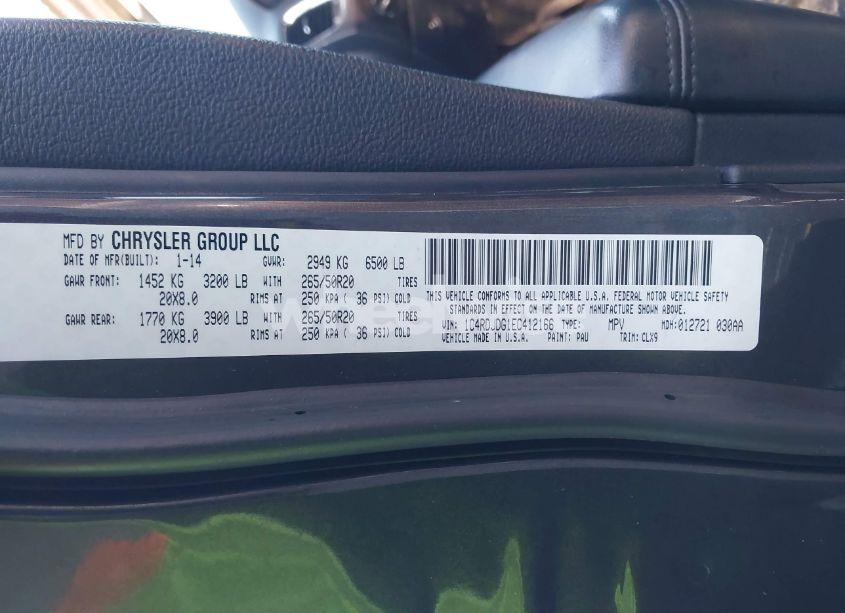 MFD BY CHRYSLER GROUP LLC
DATE OF MFR(BUILT): 1-14 GVWR: 2949 KG 6500 LB
GAWR FRONT: 1452 KG 3200 LB WITH 265/50R20 TIRES
20X8.0 RIMS AT 250 KPA ( 36 PSI) COLD
GAWR REAR: 1770 KG 3900 LB WITH 265/50R20 TIRES
20X8.0 RIMS AT 250 KPA ( 36 PSI) COLD
THIS VEHICLE CONFORMS TO ALL APPLICABLE U.S.A. FEDERAL MOTOR VEHICLE SAFETY
STANDARDS IN EFFECT ON THE DATE OF MANUFACTURE SHOWN ABOVE.
VIN: 1C4RDJDG1EC412166 TYPE: MPV MDH:012721 030AA
VEHICLE MADE IN U.S.A. PAINT: PAU TRIM: CLX9